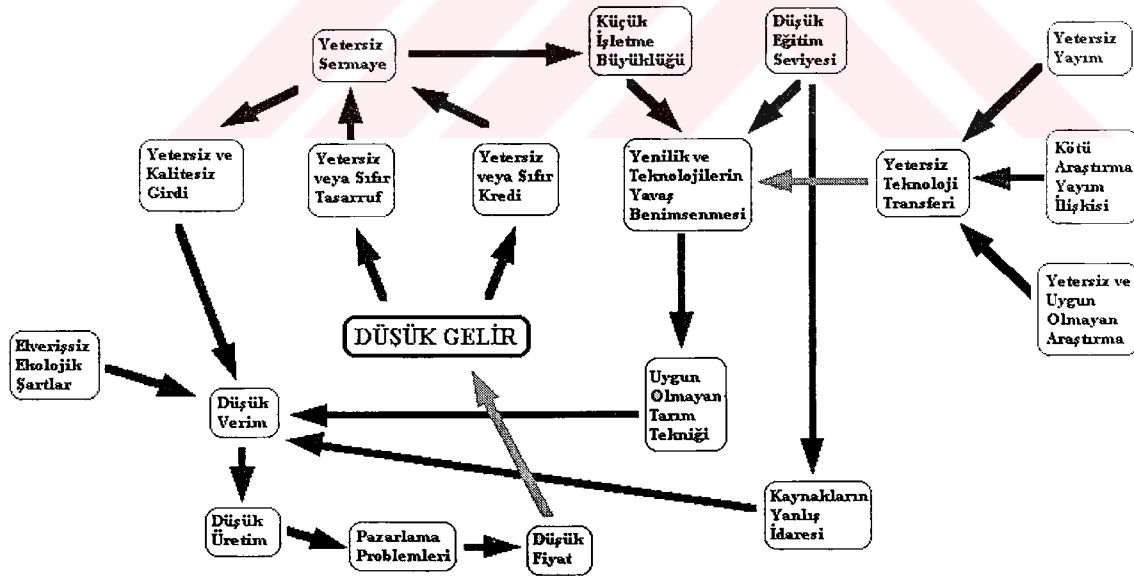 Yetersiz
Sermaye
Küçük
İşletme
Büyüklüğü
Düşük
Eğitim
Seviyesi
Yetersiz
Yayım
Yetersiz ve
Kalitesiz
Girdi
Yetersiz
veya Sıfır
Tasarruf
Yetersiz
veya Sıfır
Kredi
Yenilik ve
Teknolojilerin
Yavaş
Benimsenmesi
Yetersiz
Teknoloji
Transferi
Kötü
Araştırma
Yayım
İlişkisi
Yetersiz ve
Uygun
Olmayan
Araştırma
DÜŞÜK GELİR
Elverişsiz
Ekolojik
Şartlar
Düşük
Verim
Uygun
Olmayan
Tarım
Tekniği
Kaynakların
Yanlış
İdaresi
Düşük
Üretim
Pazarlama
Problemleri
Düşük
Fiyat